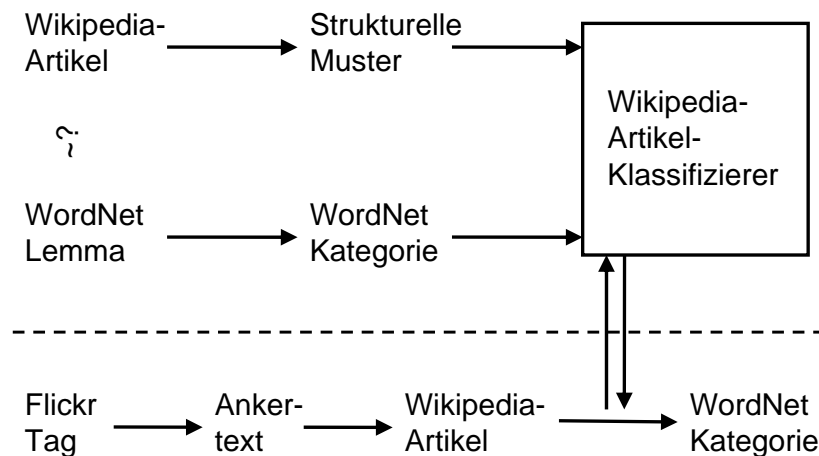 Wikipedia-
Artikel
Strukturelle
Muster
Wikipedia-
Artikel-
Klassifizierer
~?
WordNet
Lemma
WordNet
Kategorie
Flickr
Tag
Anker-
text
Wikipedia-
Artikel
WordNet
Kategorie